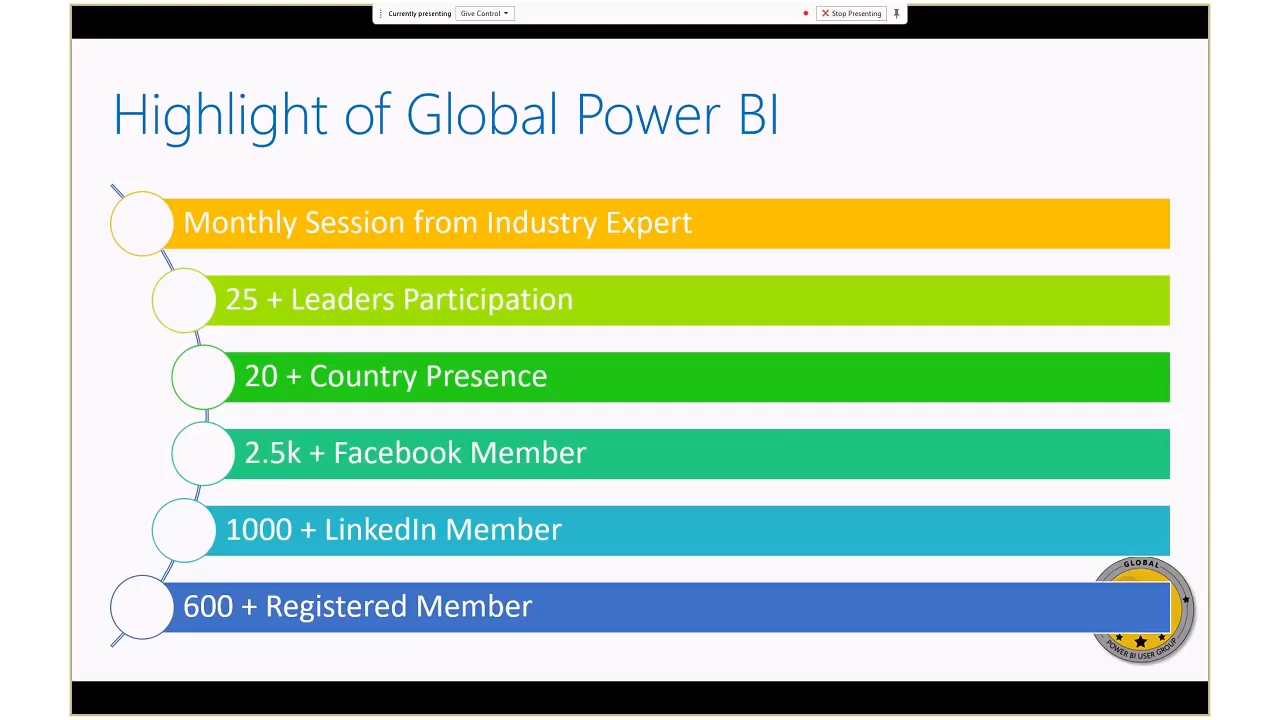 Currently presenting
Give Control
Stop Presenting
Highlight of Global Power BI
Monthly Session from Industry Expert
25 + Leaders Participation
20 + Country Presence
2.5k + Facebook Member
1000 + LinkedIn Member
600 + Registered Member
GLOBAL
POWER BI USER GROUP